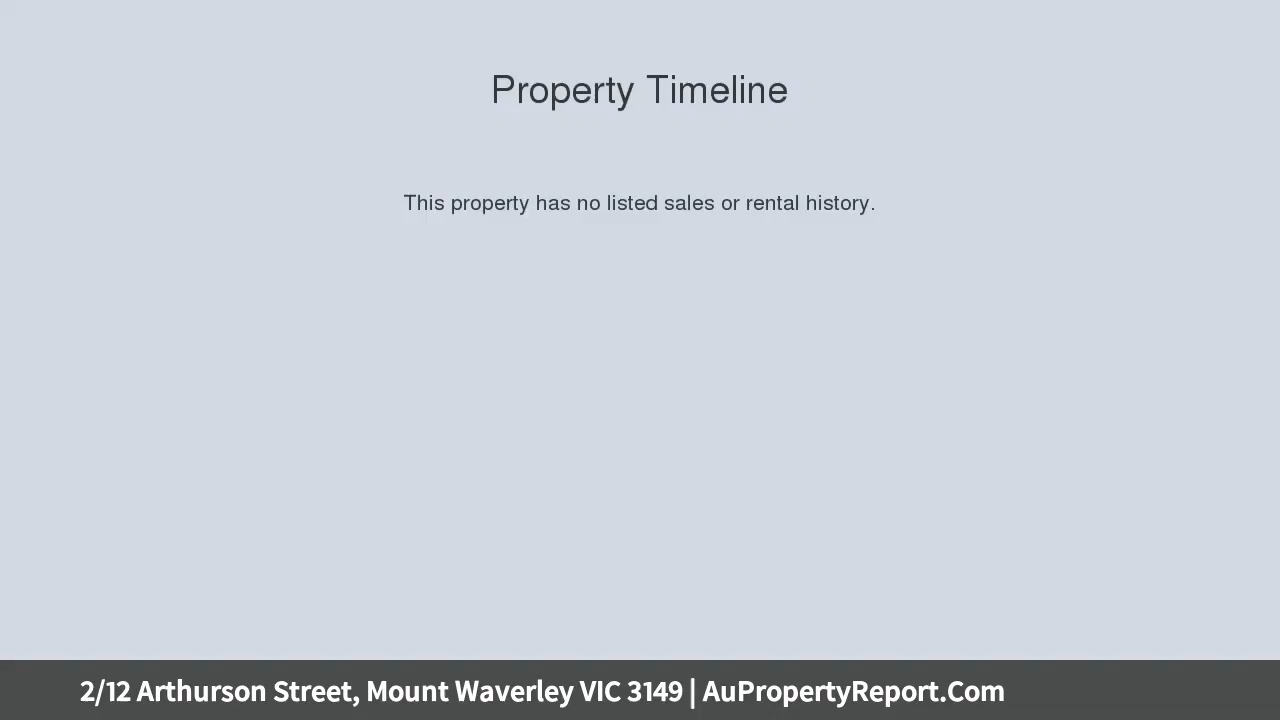 Property Timeline
This property has no listed sales or rental history.
2/12 Arthurson Street, Mount Waverley VIC 3149 | AuPropertyReport.Com